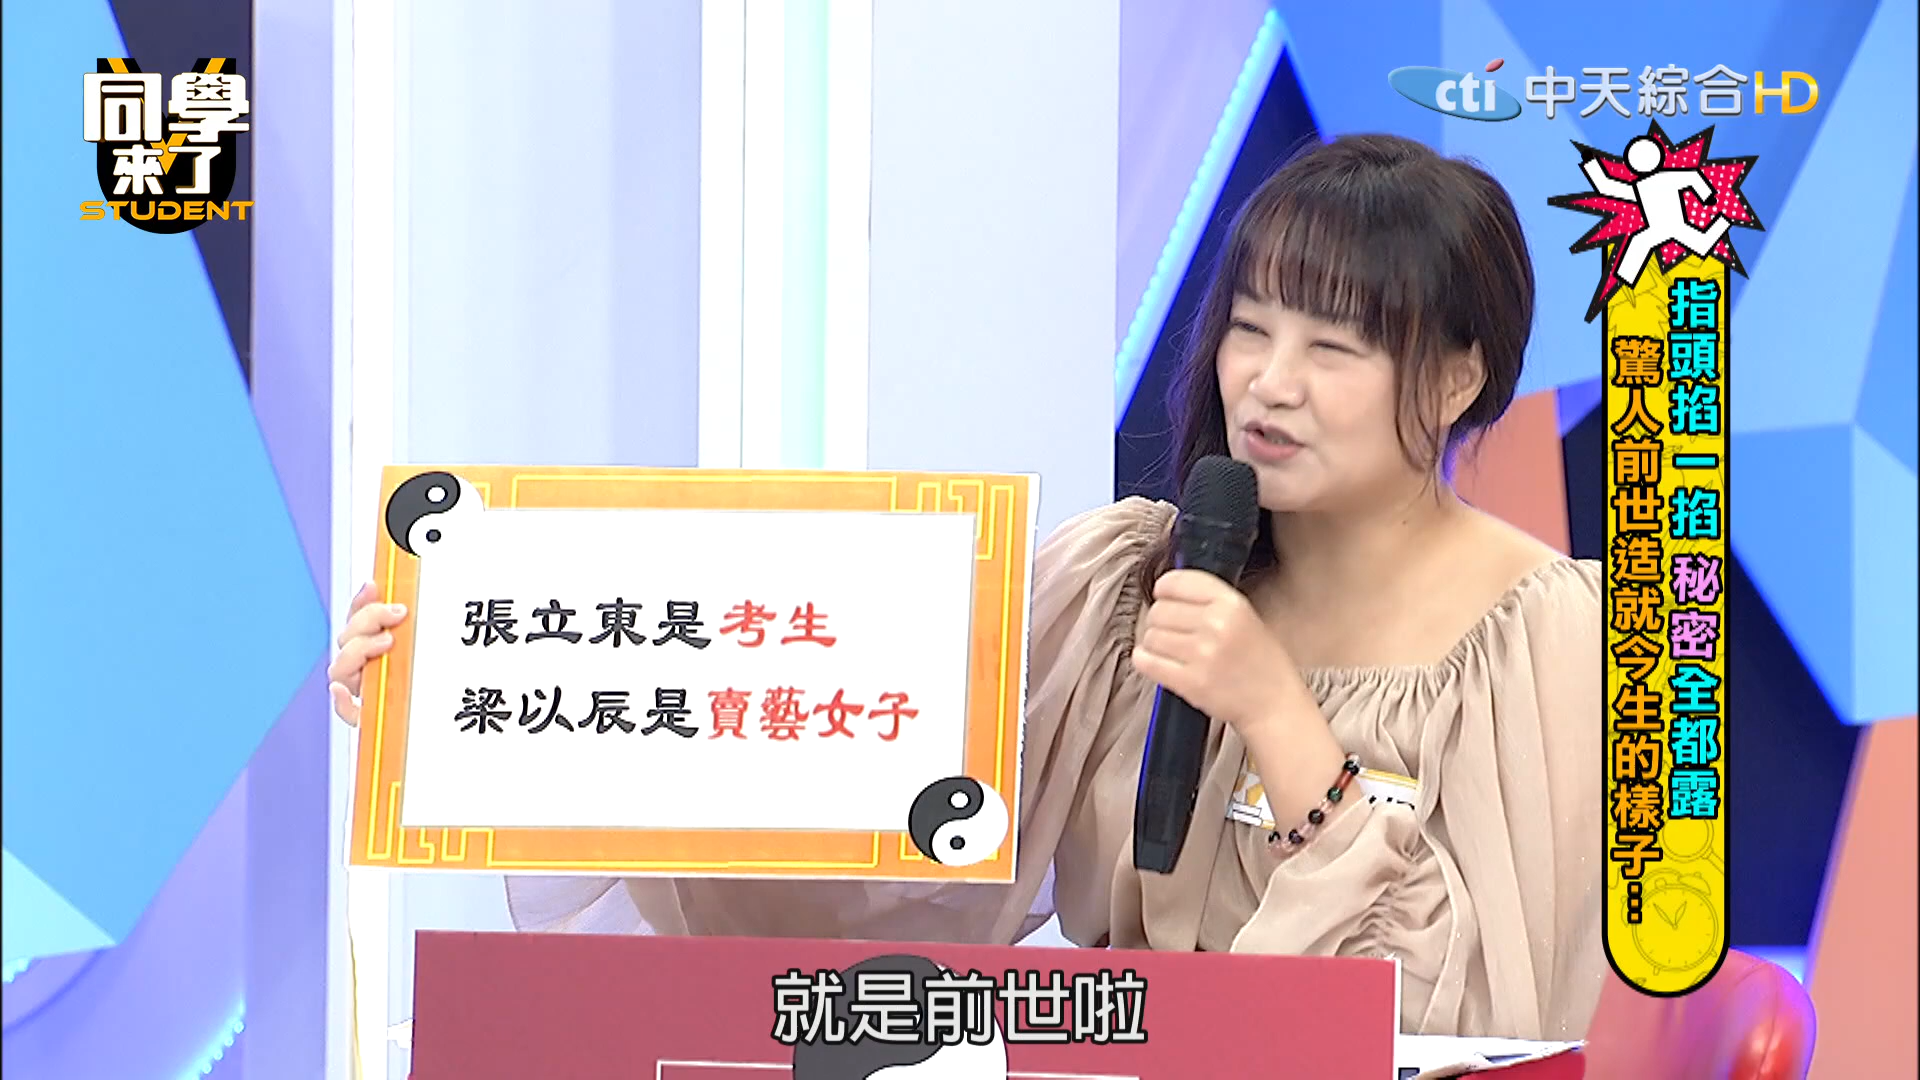 同學
來了
STUDENT
cti 中天綜合HD
指頭掐一掐 秘密全都露
驚人前世造就今生的樣子...
張立東是考生
梁以辰是賣藝女子
就是前世啦